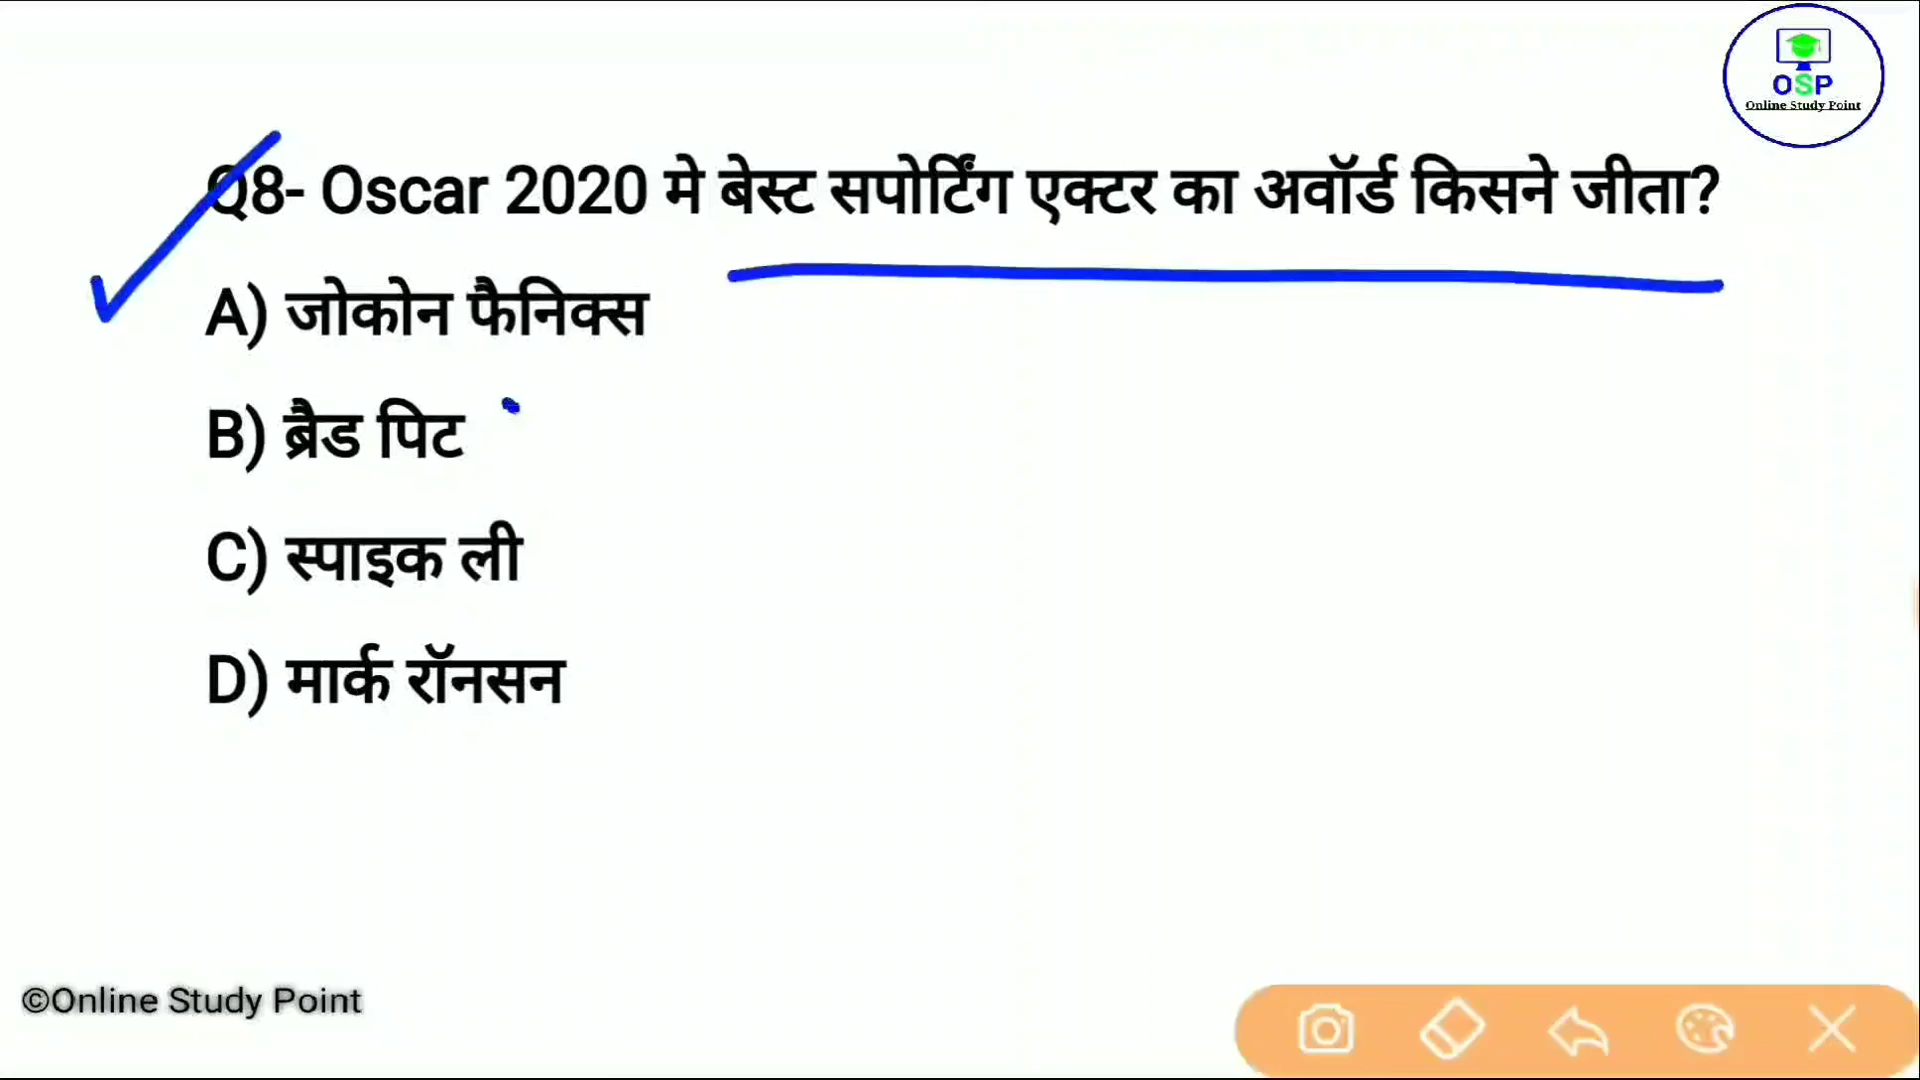 OSP
Online Study Point
Q8- Oscar 2020 मे बेस्ट सपोर्टिंग एक्टर का अवॉर्ड किसने जीता?
A) जोकोन फैनिक्स
B) ब्रैड पिट
C) स्पाइक ली
D) मार्क रॉनसन
©Online Study Point